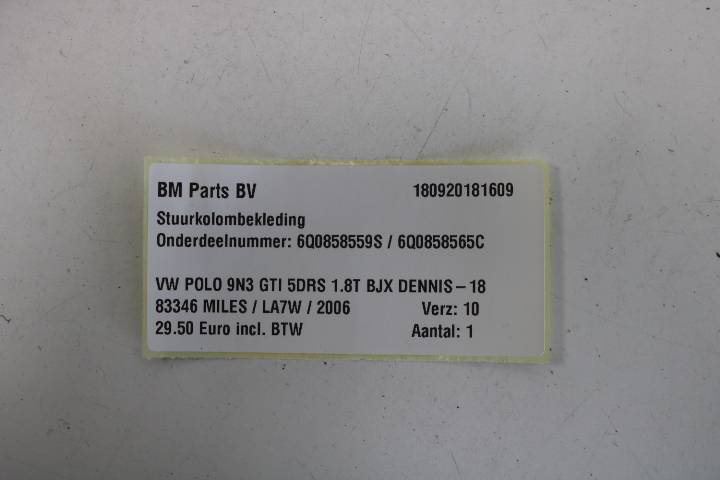 BM Parts BV 180920181609
Stuurkolombekleding
Onderdeelnummer: 6Q0858559S / 6Q0858565C
VW POLO 9N3 GTI 5DRS 1.8T BJX DENNIS-18
83346 MILES / LA7W / 2006 Verz: 10
29.50 Euro incl. BTW Aantal: 1